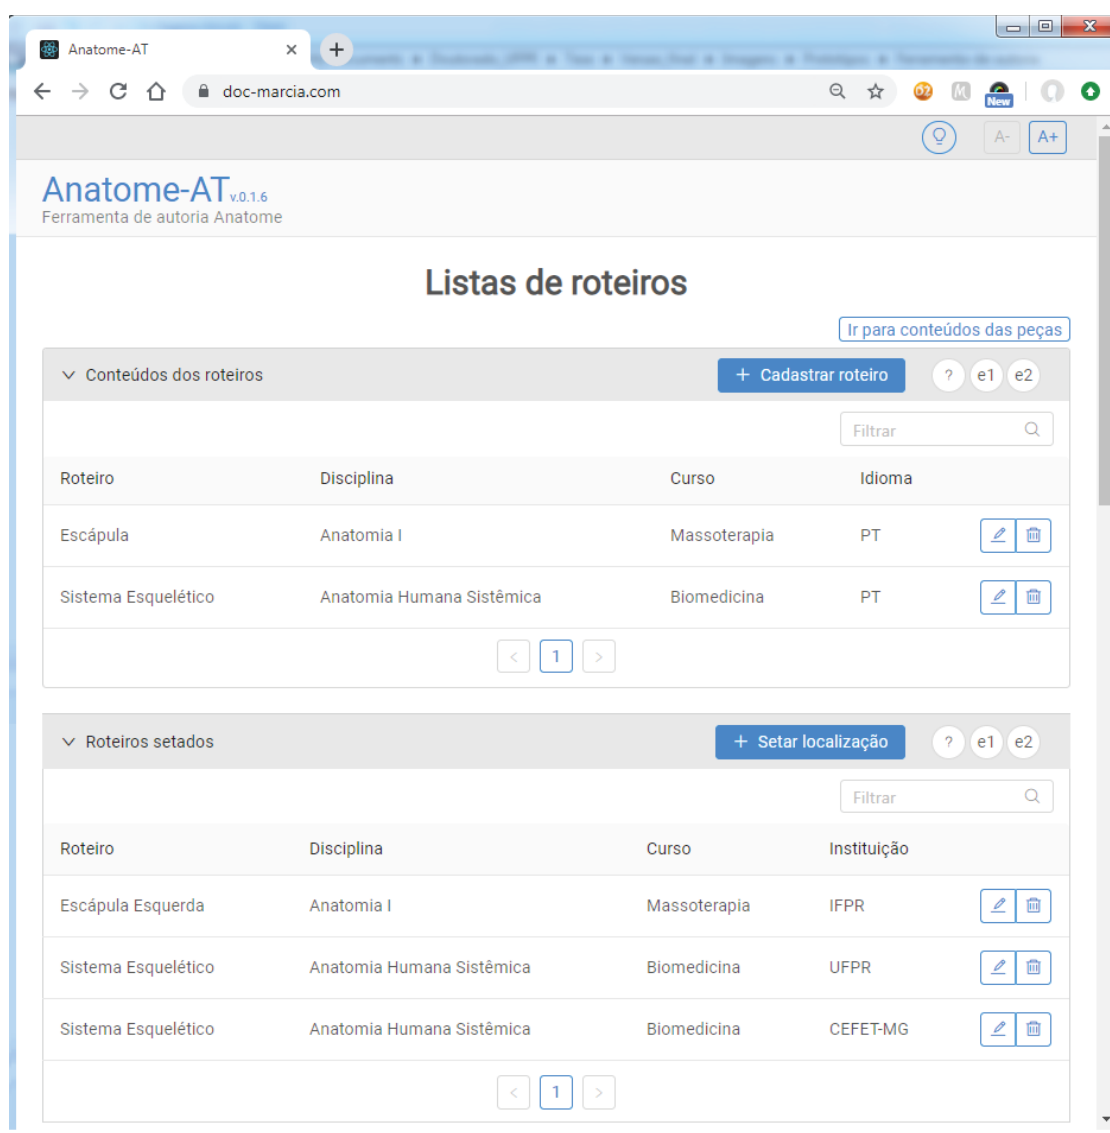 Anatome-AT
doc-marcia.com
New
A- A+
Anatome-AT v.0.1.6
Ferramenta de autoria Anatome
Listas de roteiros
Ir para conteúdos das peças
Conteúdos dos roteiros + Cadastrar roteiro ? e1 e2
Filtrar
Roteiro Disciplina Curso Idioma
Escápula Anatomia I Massoterapia PT
Sistema Esquelético Anatomia Humana Sistêmica Biomedicina PT
< 1 >
Roteiros setados + Setar localização ? e1 e2
Filtrar
Roteiro Disciplina Curso Instituição
Escápula Esquerda Anatomia I Massoterapia IFPR
Sistema Esquelético Anatomia Humana Sistêmica Biomedicina UFPR
Sistema Esquelético Anatomia Humana Sistêmica Biomedicina CEFET-MG
< 1 >